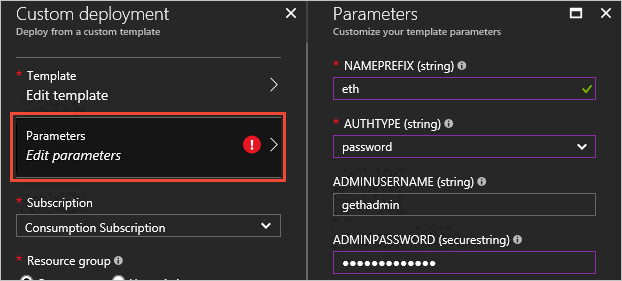 Custom deployment
Deploy from a custom template
* Template
Edit template
Parameters
Edit parameters
!
* Subscription
Consumption Subscription
* Resource group
Parameters
Customize your template parameters
* NAMEPREFIX (string)
eth
* AUTHTYPE (string)
password
ADMINUSERNAME (string)
gethadmin
ADMINPASSWORD (securestring)